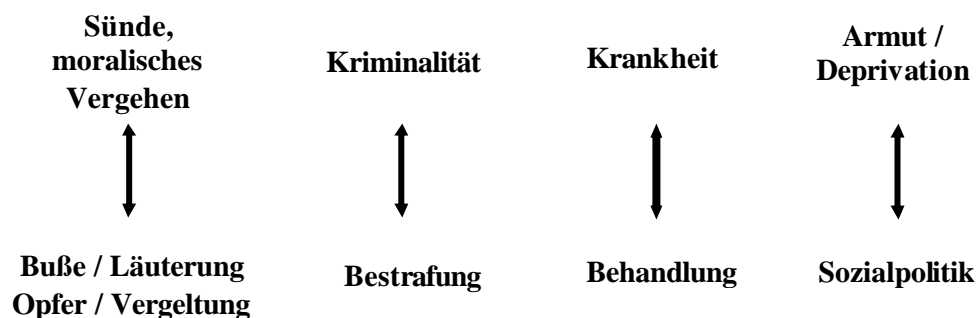 Sünde,
moralisches
Vergehen
Kriminalität
Krankheit
Armut /
Deprivation
Buße / Läuterung
Opfer / Vergeltung
Bestrafung
Behandlung
Sozialpolitik